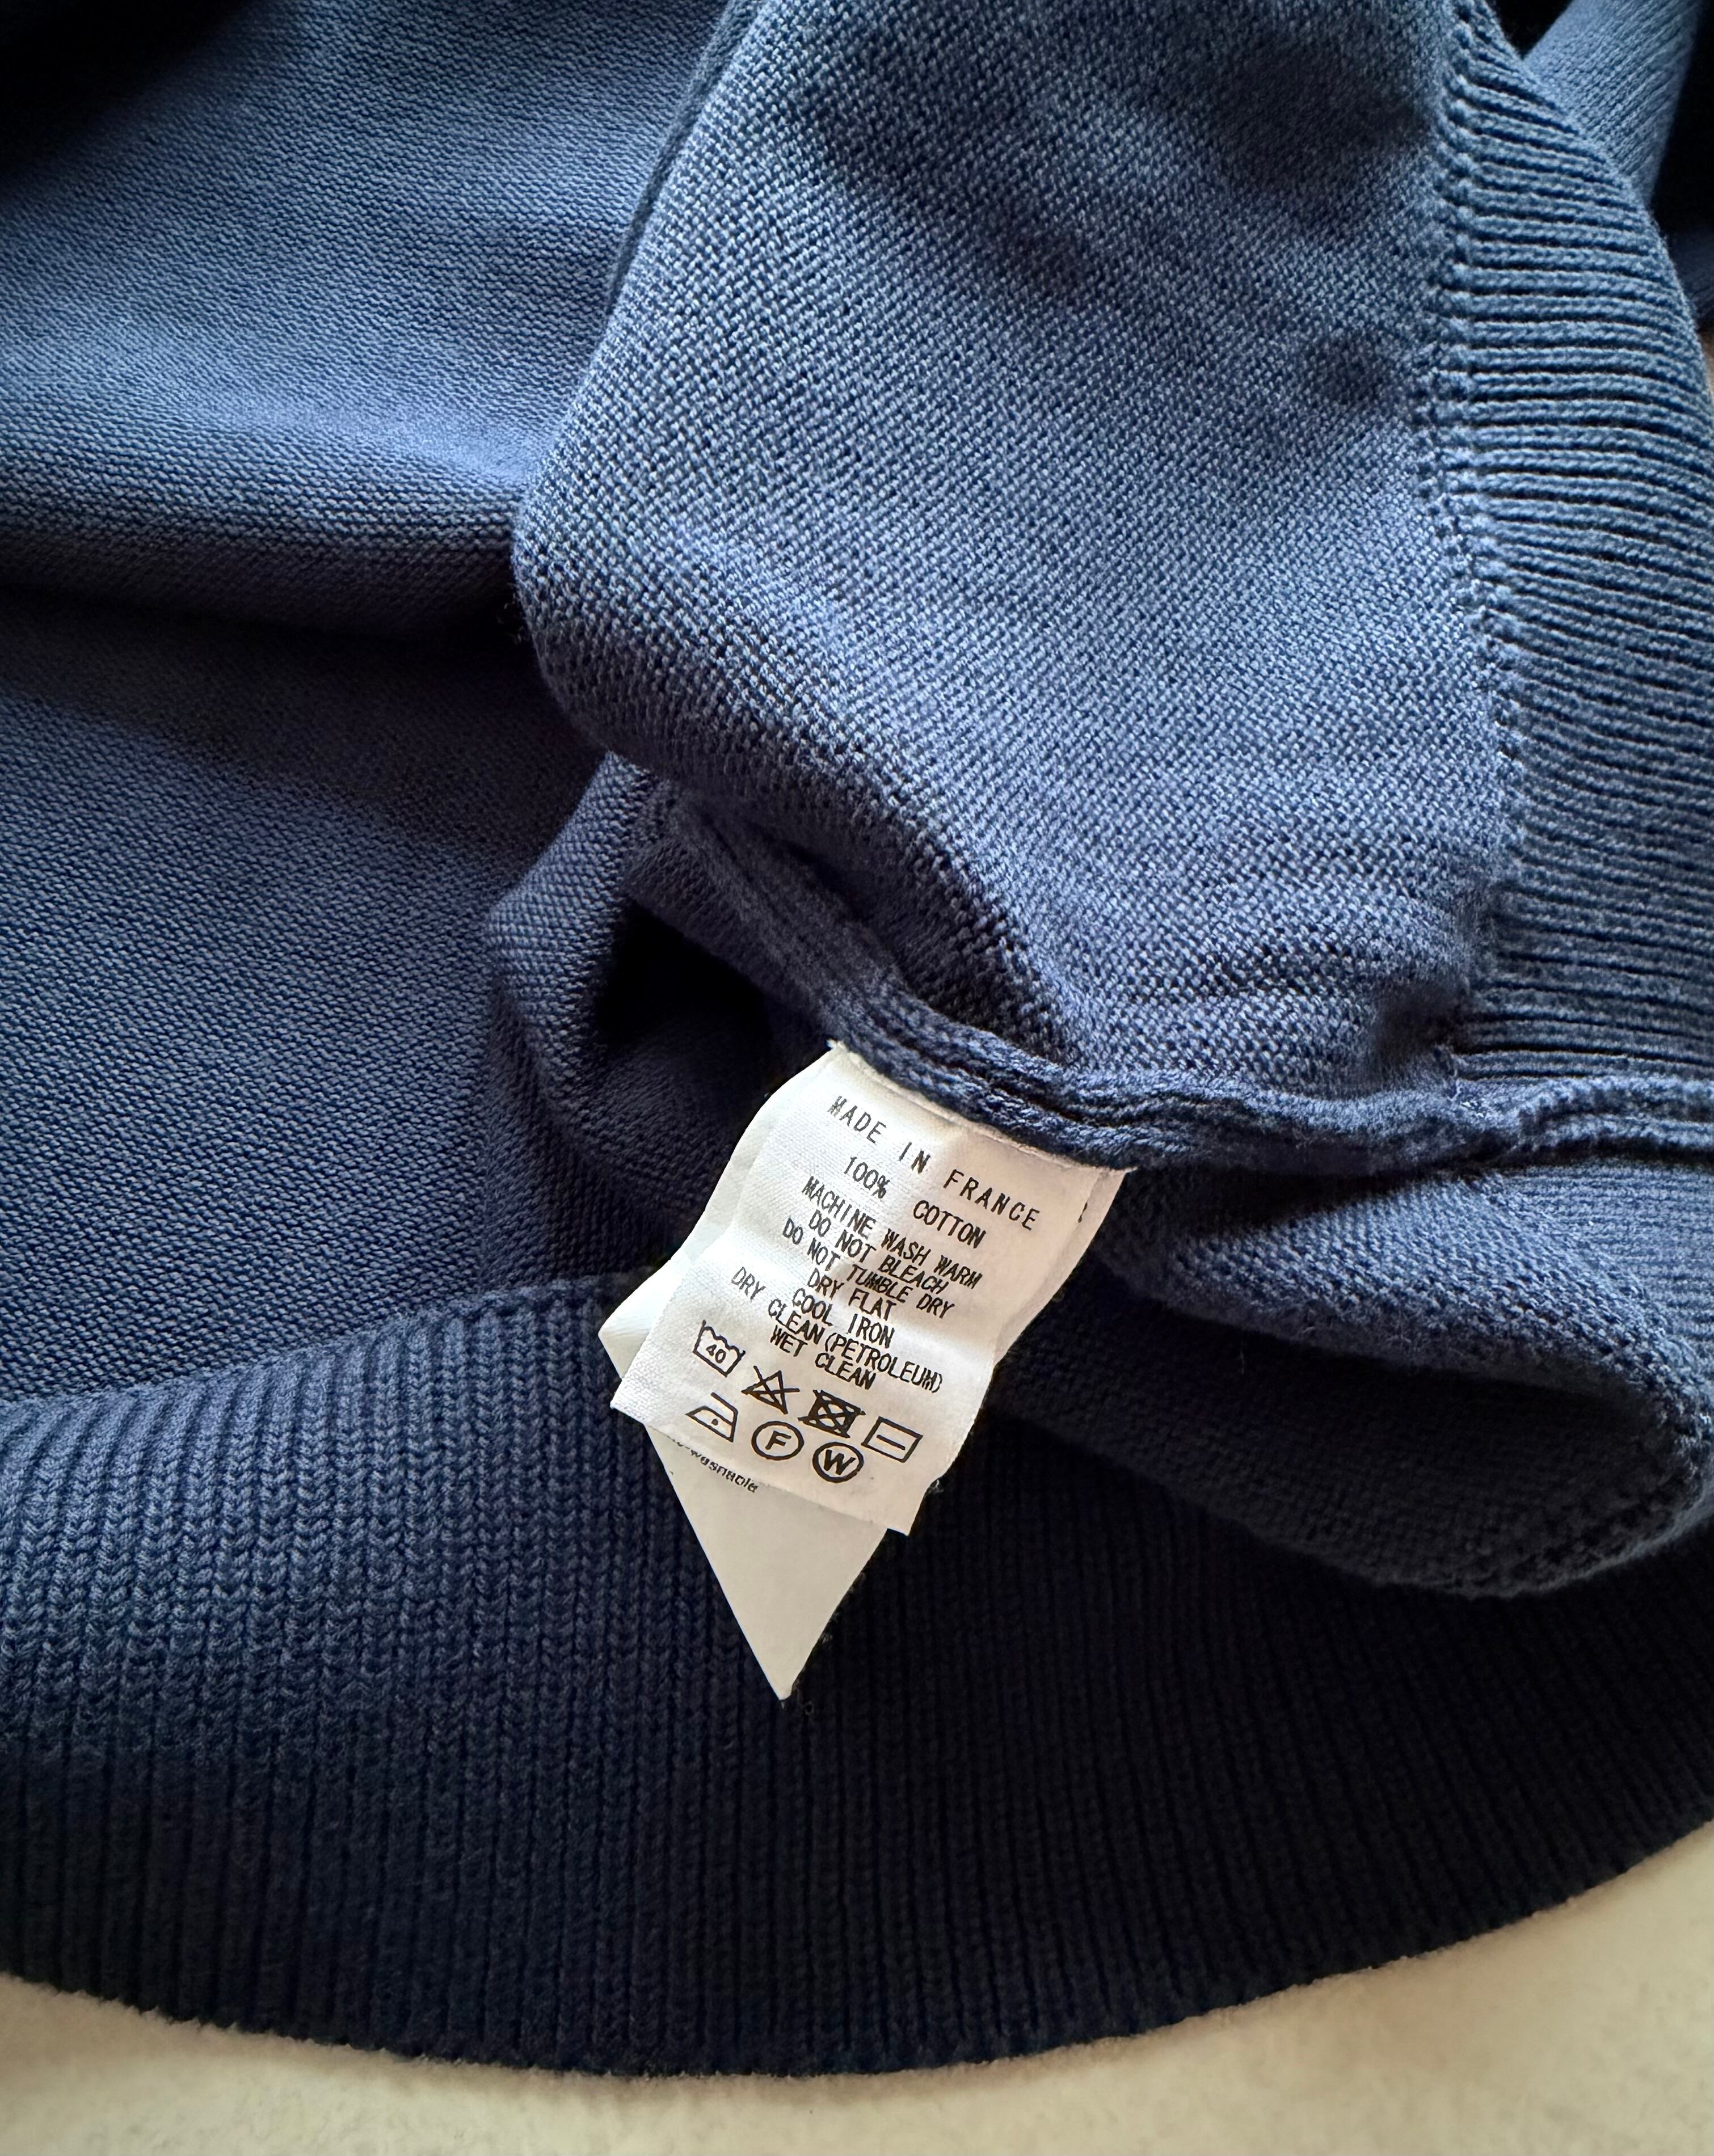 MADE IN FRANCE
100% COTTON
MACHINE WASH WARM
DO NOT BLEACH
DO NOT TUMBLE DRY
DRY FLAT
COOL IRON
DRY CLEAN (PETROLEUM)
WET CLEAN
40
F W